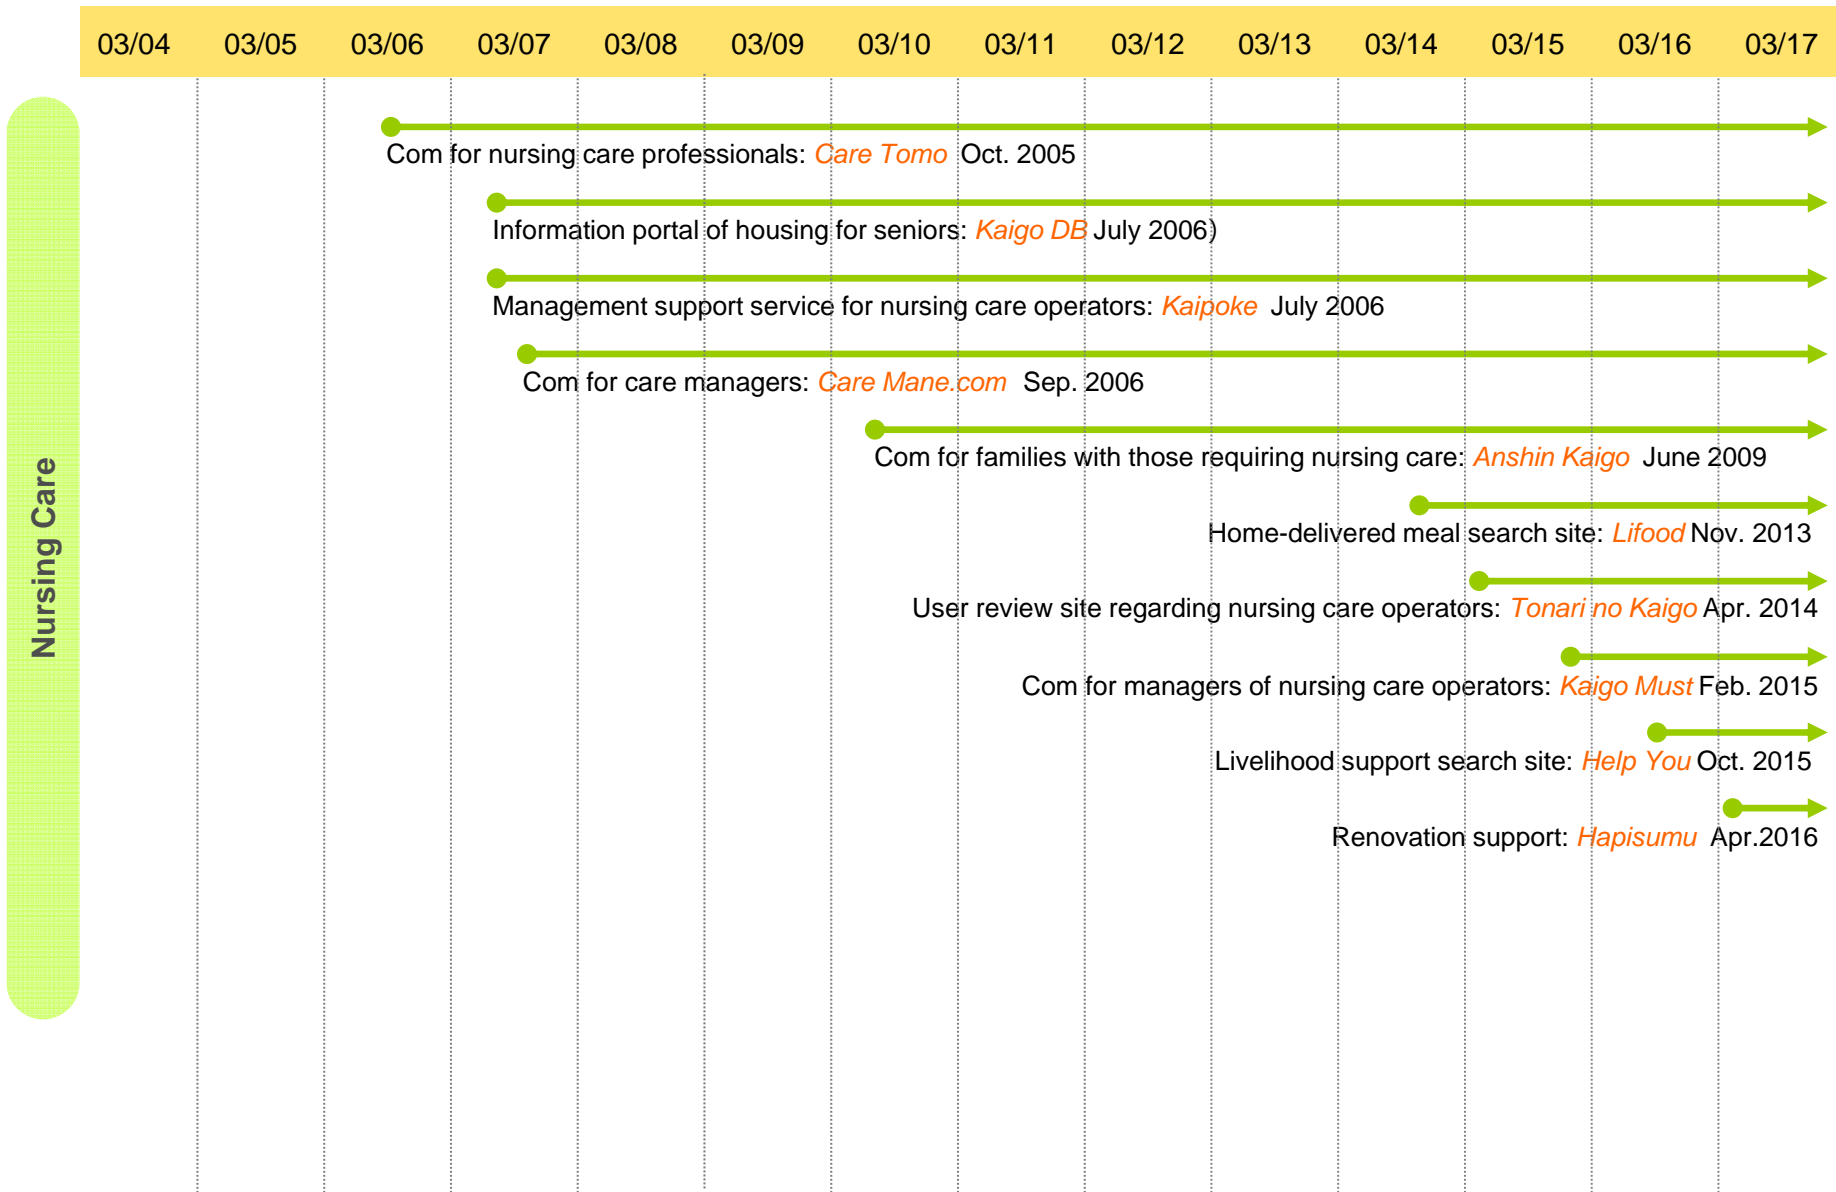 03/04 03/05 03/06 03/07 03/08 03/09 03/10 03/11 03/12 03/13 03/14 03/15 03/16 03/17
Nursing Care
Com for nursing care professionals: Care Tomo Oct. 2005
Information portal of housing for seniors: Kaigo DB July 2006)
Management support service for nursing care operators: Kaipoke July 2006
Com for care managers: Care Mane.com Sep. 2006
Com for families with those requiring nursing care: Anshin Kaigo June 2009
Home-delivered meal search site: Lifood Nov. 2013
User review site regarding nursing care operators: Tonari no Kaigo Apr. 2014
Com for managers of nursing care operators: Kaigo Must Feb. 2015
Livelihood support search site: Help You Oct. 2015
Renovation support: Hapisumu Apr.2016